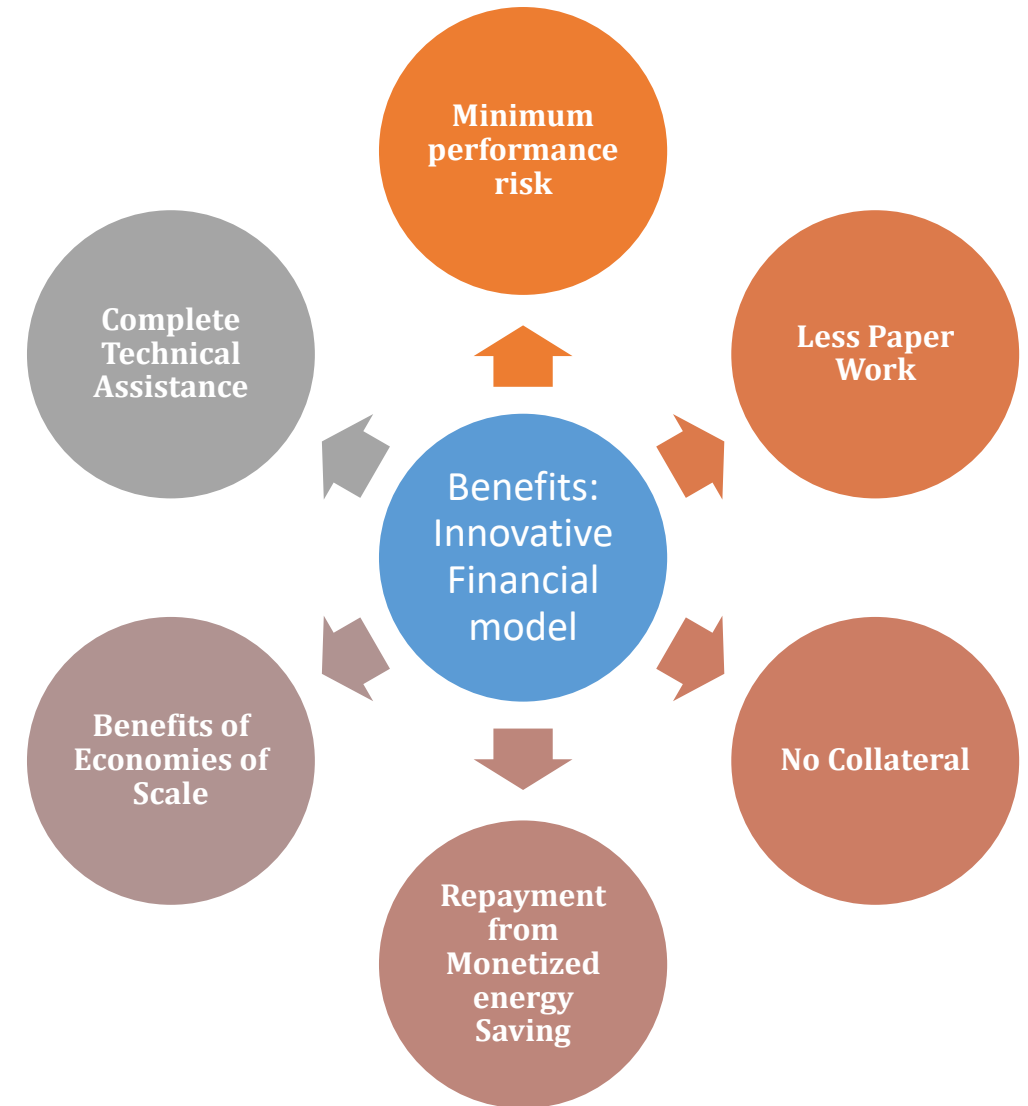 Minimum
performance
risk
Less Paper
Work
No Collateral
Repayment
from
Monetized
energy
Saving
Benefits of
Economies of
Scale
Complete
Technical
Assistance
Benefits:
Innovative
Financial
model